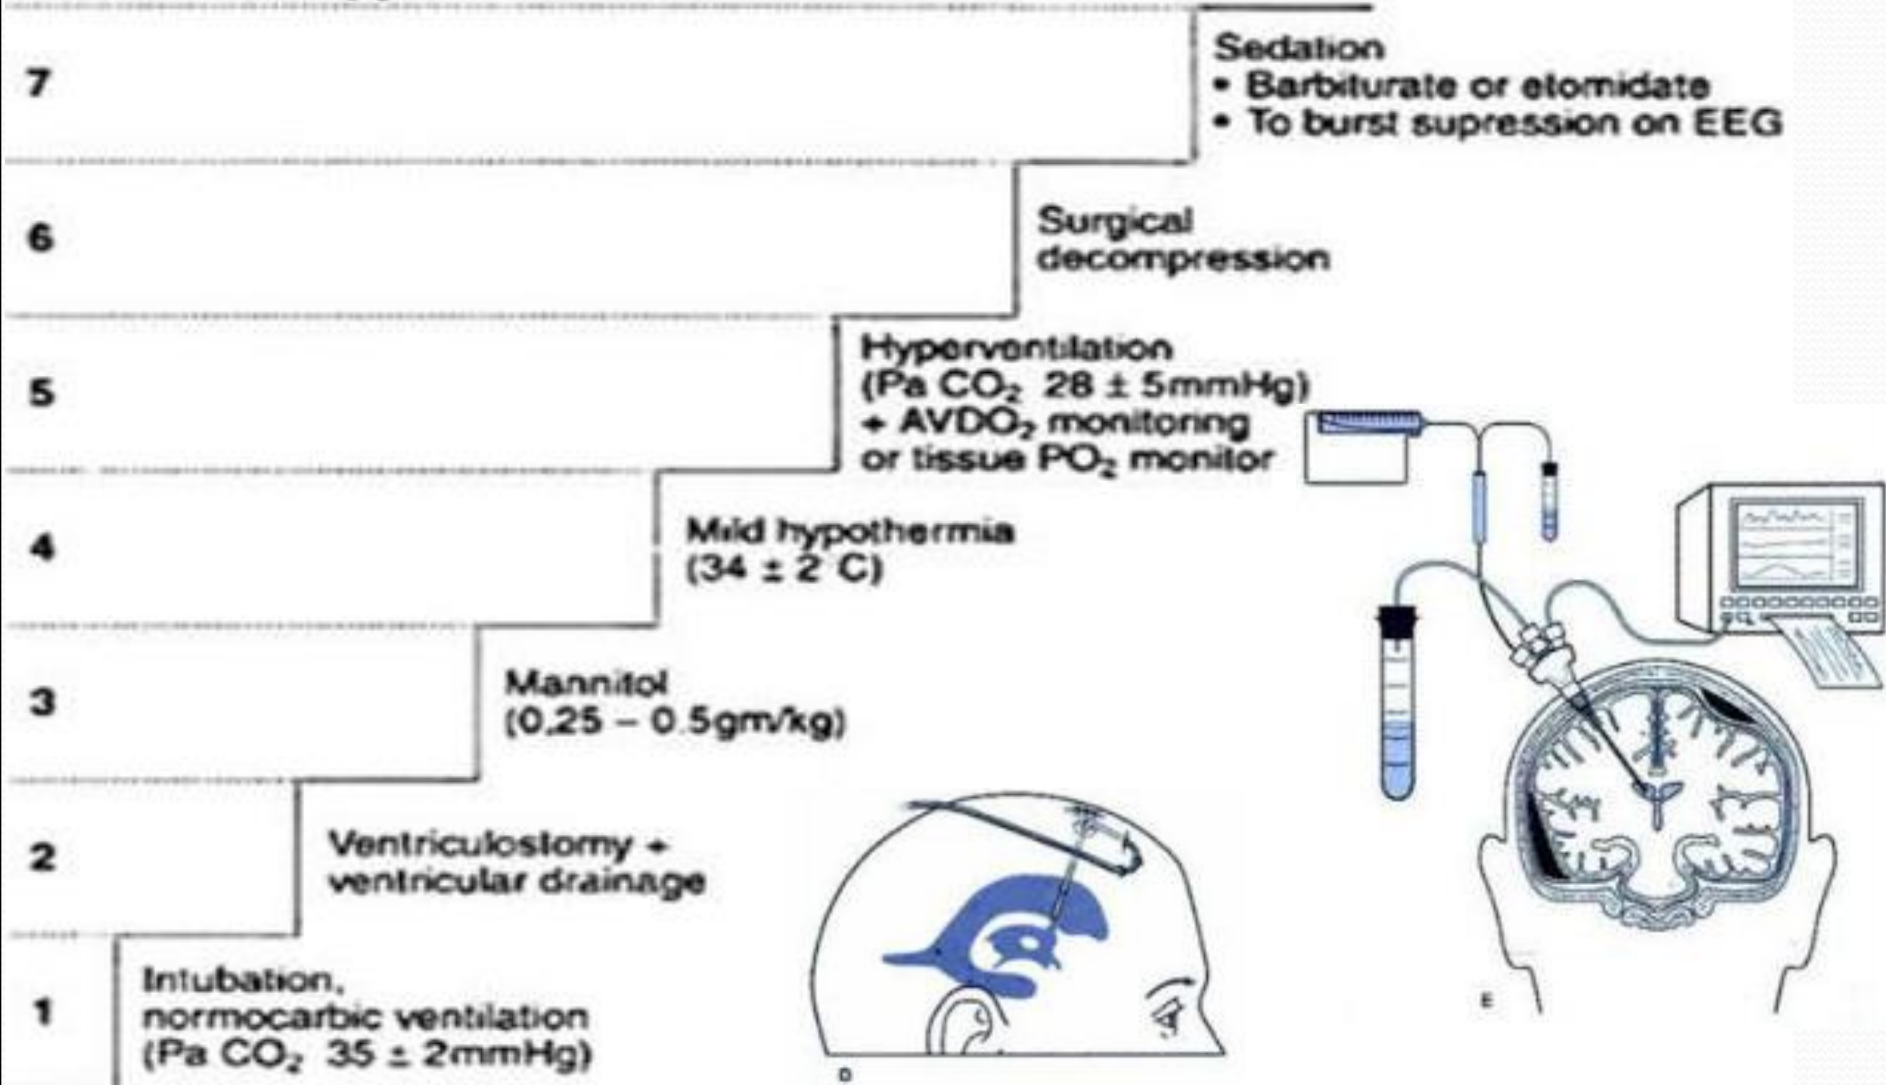 7
Sedation
• Barbiturate or etomidate
• To burst supression on EEG
6
Surgical
decompression
5
Hyperventilation
(Pa CO₂ 28 ± 5mmHg)
+ AVDO₂ monitoring
or tissue PO₂ monitor
4
Mild hypothermia
(34 ± 2 C)
3
Mannitol
(0.25 – 0.5gm/kg)
2
Ventriculostomy +
ventricular drainage
1
Intubation,
normocarbic ventilation
(Pa CO₂ 35 ± 2mmHg)
D
E